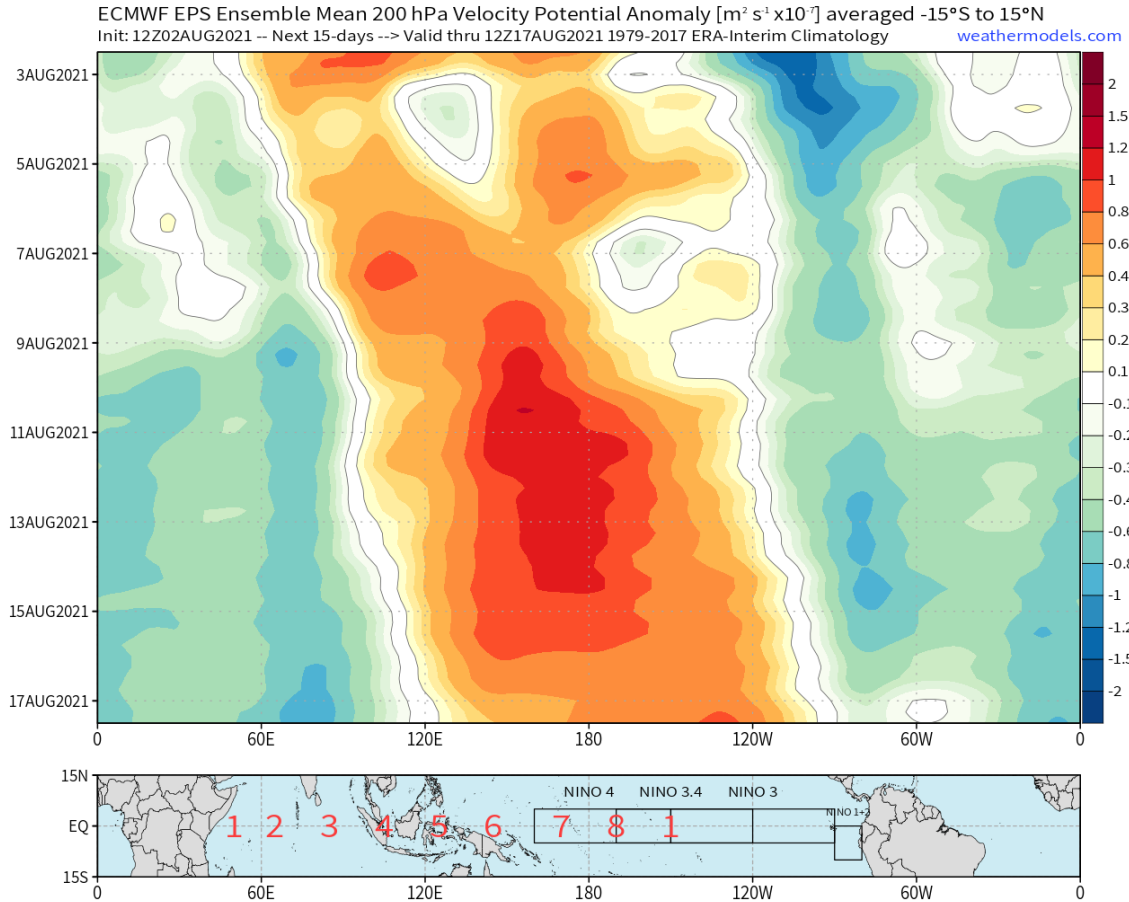 ECMWF EPS Ensemble Mean 200 hPa Velocity Potential Anomaly [m² s⁻¹ x10⁻⁷] averaged -15°S to 15°N
Init: 12Z02AUG2021 -- Next 15-days --> Valid thru 12Z17AUG2021 1979-2017 ERA-Interim Climatology
weathermodels.com
3AUG2021
5AUG2021
7AUG2021
9AUG2021
11AUG2021
13AUG2021
15AUG2021
17AUG2021
0 60E 120E 180 120W 60W 0
2
1.5
1.2
1
0.8
0.6
0.4
0.3
0.2
0.1
-0.1
-0.2
-0.3
-0.4
-0.6
-0.8
-1
-1.2
-1.5
-2
15N
EQ
15S
NINO 4 NINO 3.4 NINO 3
NINO 1+2
1 2 3 4 5 6 7 8 1
0 60E 120E 180 120W 60W 0